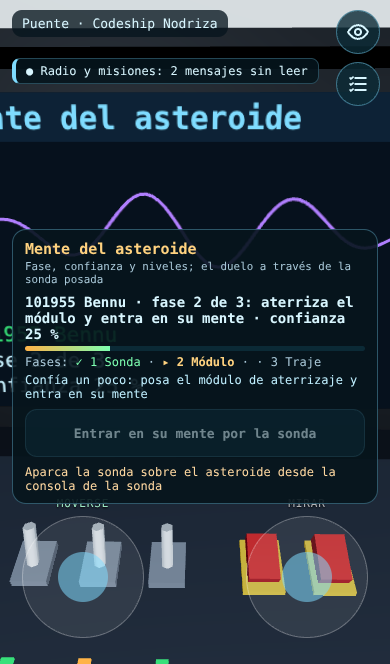 Puente · Codeship Nodriza
● Radio y misiones: 2 mensajes sin leer
nte del asteroide
Mente del asteroide
Fase, confianza y niveles; el duelo a través de la
sonda posada
101955 Bennu · fase 2 de 3: aterriza el
módulo y entra en su mente · confianza
25 %
Fases: ✓ 1 Sonda · ▸ 2 Módulo · · 3 Traje
Confía un poco: posa el módulo de aterrizaje y
entra en su mente
Entrar en su mente por la sonda
Aparca la sonda sobre el asteroide desde la
consola de la sonda
MOVERSE
MIRAR